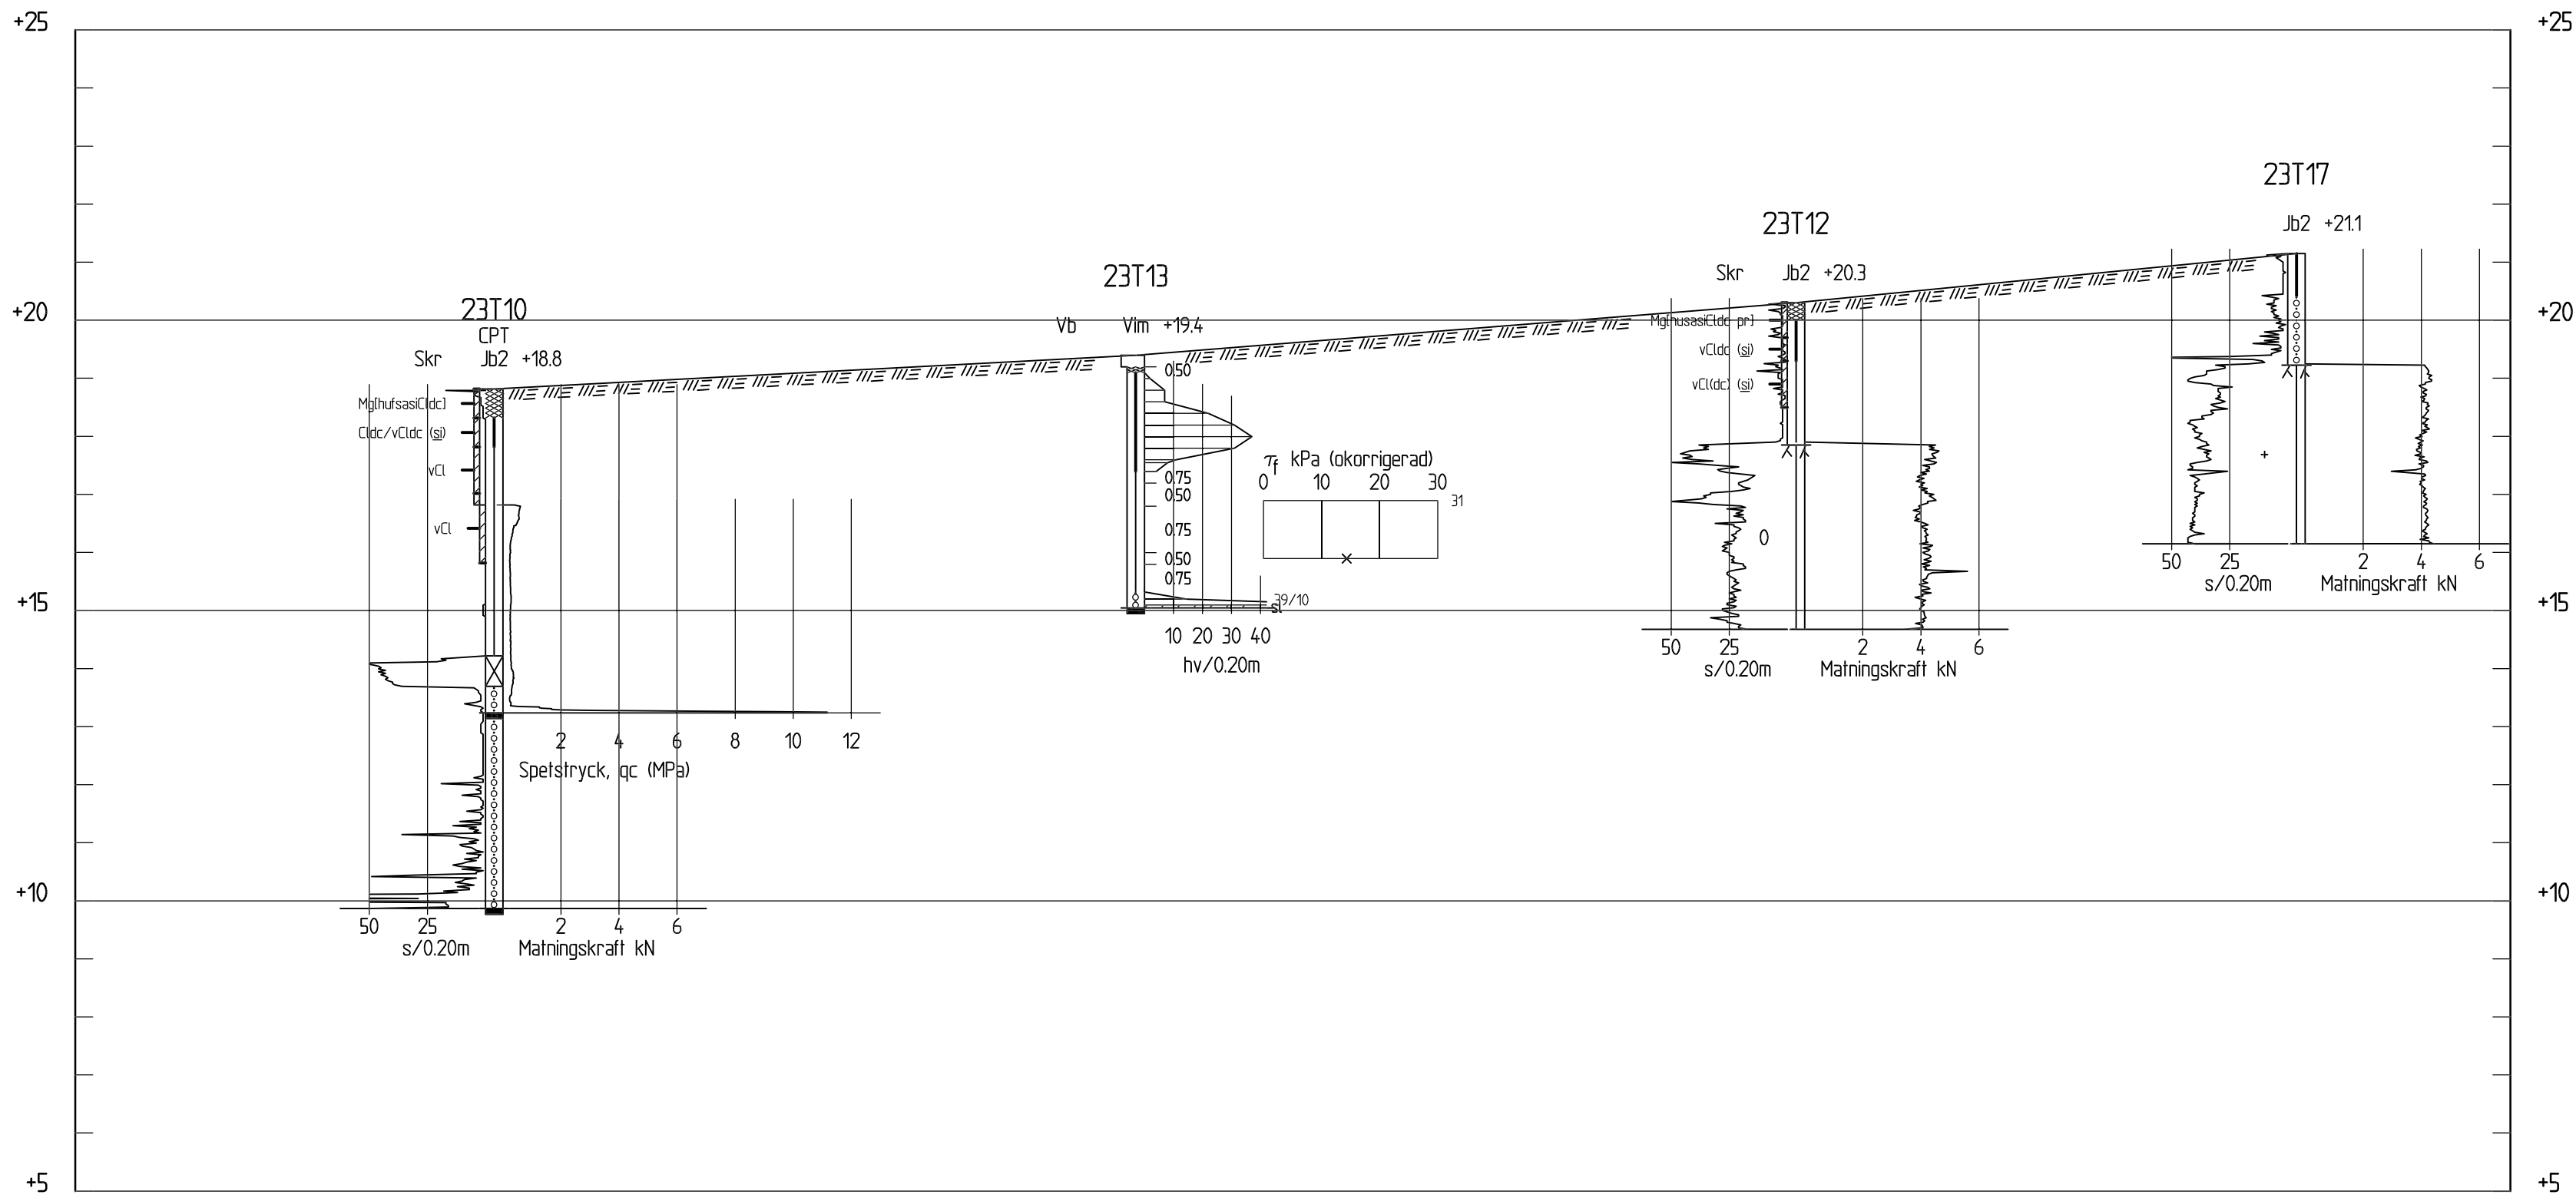 +25 +25
23T17
Jb2 +21.1
23T12
Skr Jb2 +20.3
23T13
Vb Vim +19.4
23T10
CPT
Skr Jb2 +18.8
+20 +20
Mg[husasiCldc pr]
vCldc (si)
vCl(dc) (si)
0.50
Mg[hufsasiCldc]
Cldc/vCldc (si)
vCl
vCl
0.75
0.50
0.75
0.50
0.75
τf kPa (okorrigerad)
0 10 20 30
31
+
0
50 25 2 4 6
s/0.20m Matningskraft kN
+15 +15
39/10
S
10 20 30 40
hv/0.20m
50 25 2 4 6
s/0.20m Matningskraft kN
2 4 6 8 10 12
Spetstryck, qc (MPa)
+10 +10
50 25 2 4 6
s/0.20m Matningskraft kN
+5 +5